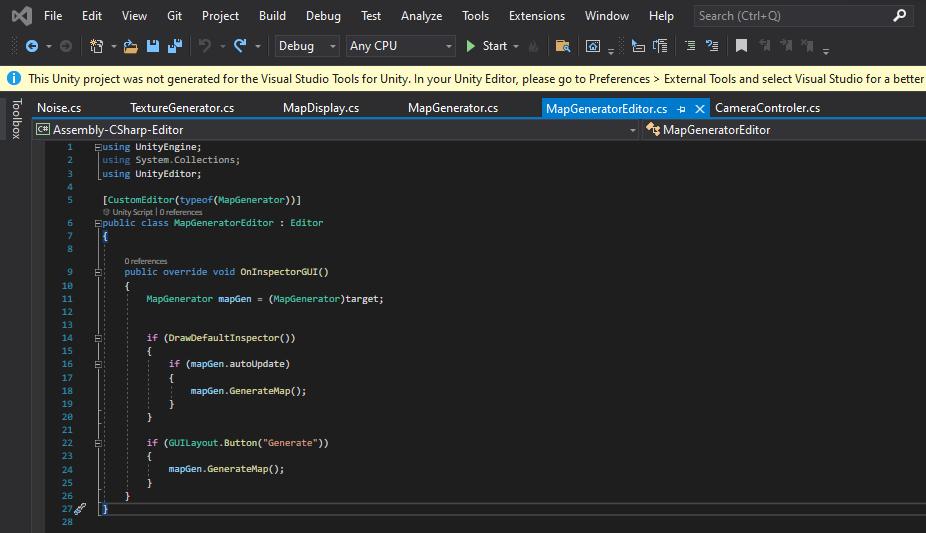 File Edit View Git Project Build Debug Test Analyze Tools Extensions Window Help Search (Ctrl+Q)
Debug Any CPU Start
This Unity project was not generated for the Visual Studio Tools for Unity. In your Unity Editor, please go to Preferences > External Tools and select Visual Studio for a better
Toolbox
Noise.cs TextureGenerator.cs MapDisplay.cs MapGenerator.cs MapGeneratorEditor.cs CameraControler.cs
C# Assembly-CSharp-Editor MapGeneratorEditor
1 using UnityEngine;
2 using System.Collections;
3 using UnityEditor;
4
5 [CustomEditor(typeof(MapGenerator))]
Unity Script | 0 references
6 public class MapGeneratorEditor : Editor
7 {
8
0 references
9 public override void OnInspectorGUI()
10 {
11 MapGenerator mapGen = (MapGenerator)target;
12
13
14 if (DrawDefaultInspector())
15 {
16 if (mapGen.autoUpdate)
17 {
18 mapGen.GenerateMap();
19 }
20 }
21
22 if (GUILayout.Button("Generate"))
23 {
24 mapGen.GenerateMap();
25 }
26 }
27 }
28